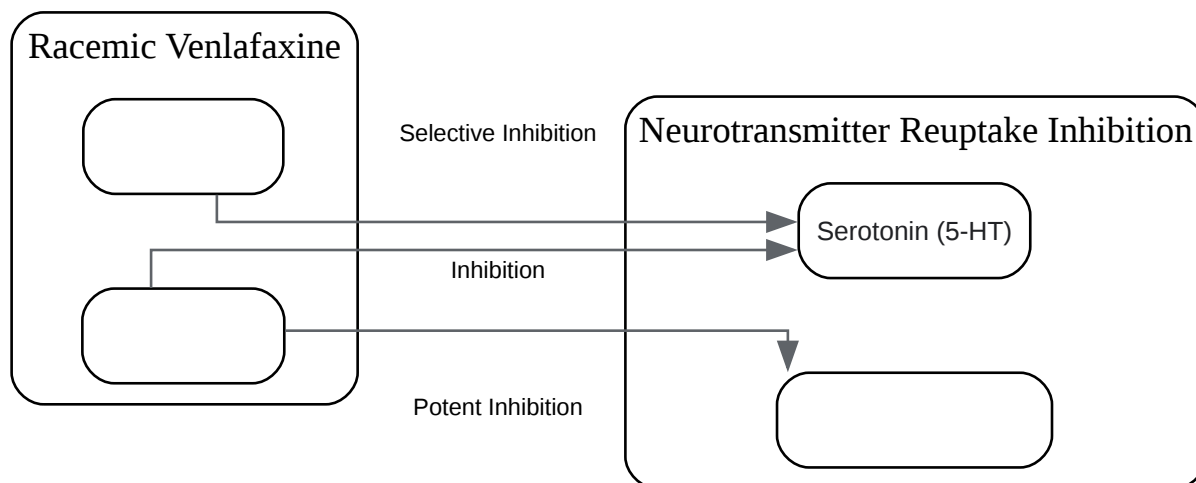 Racemic Venlafaxine
Selective Inhibition
Neurotransmitter Reuptake Inhibition
Serotonin (5-HT)
Inhibition
Potent Inhibition